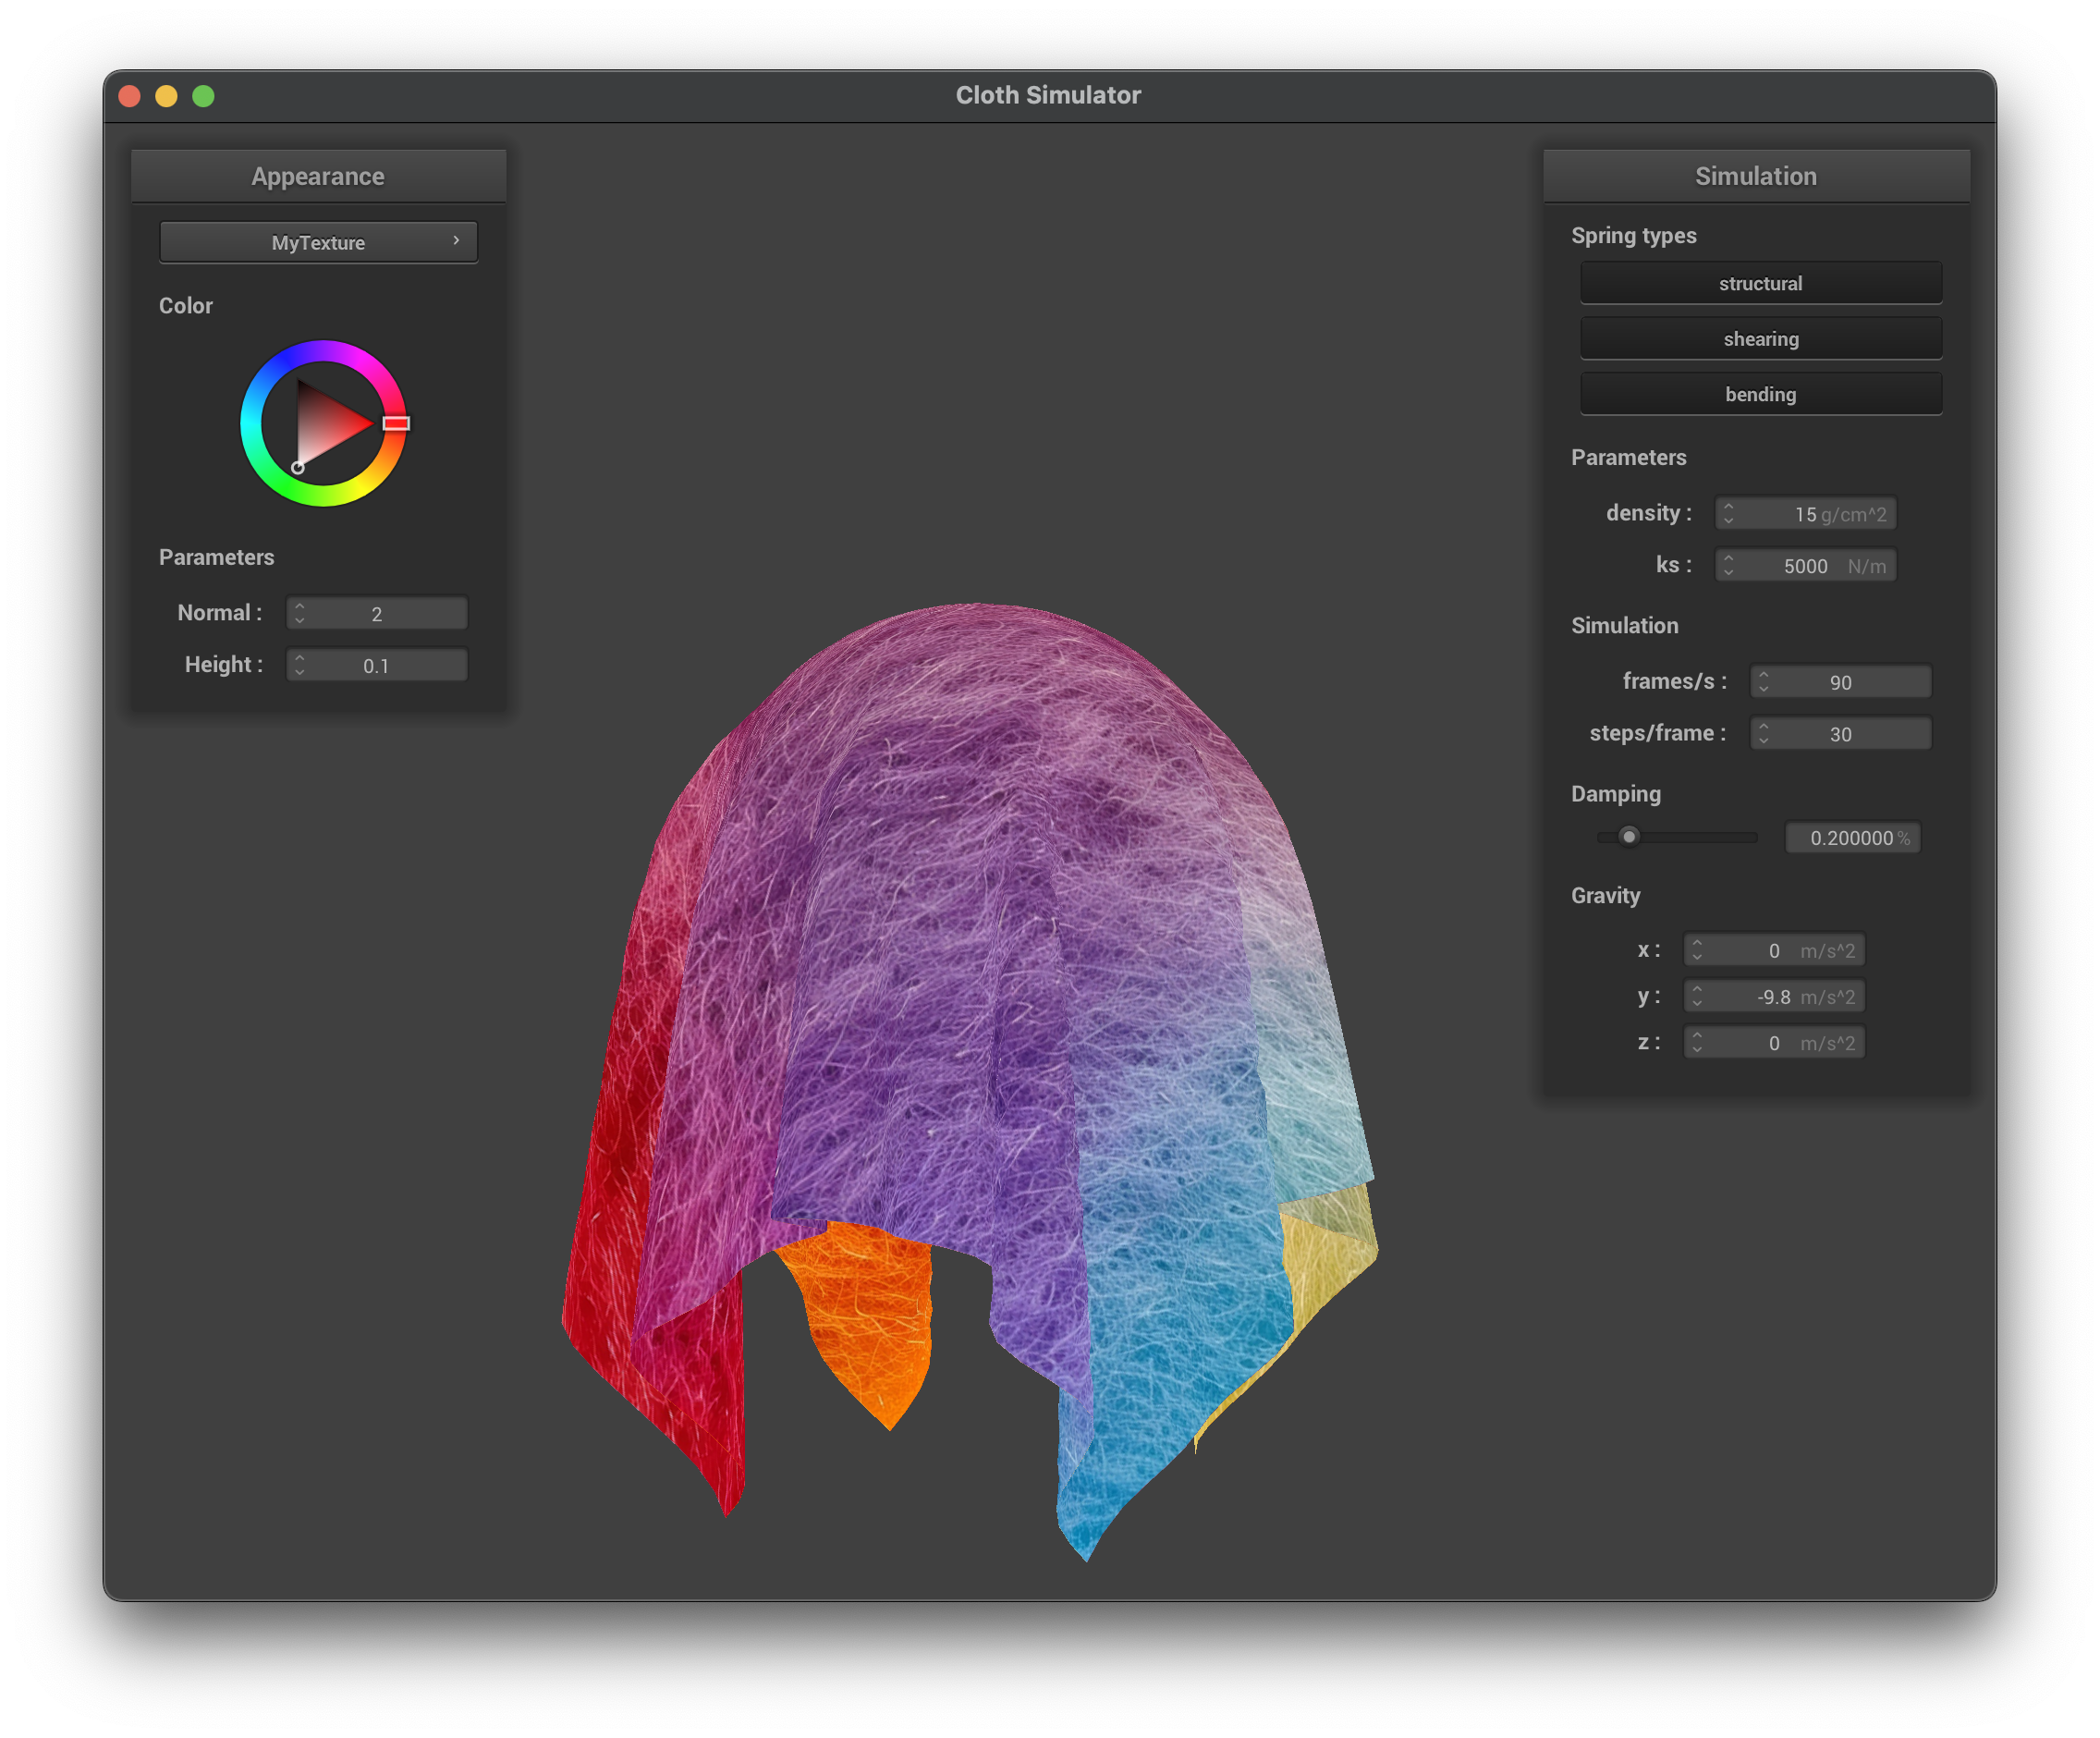 Cloth Simulator
Appearance
MyTexture
Color
Parameters
Normal : 2
Height : 0.1
Simulation
Spring types
structural
shearing
bending
Parameters
density : 15 g/cm^2
ks : 5000 N/m
Simulation
frames/s : 90
steps/frame : 30
Damping
0.200000 %
Gravity
x : 0 m/s^2
y : -9.8 m/s^2
z : 0 m/s^2